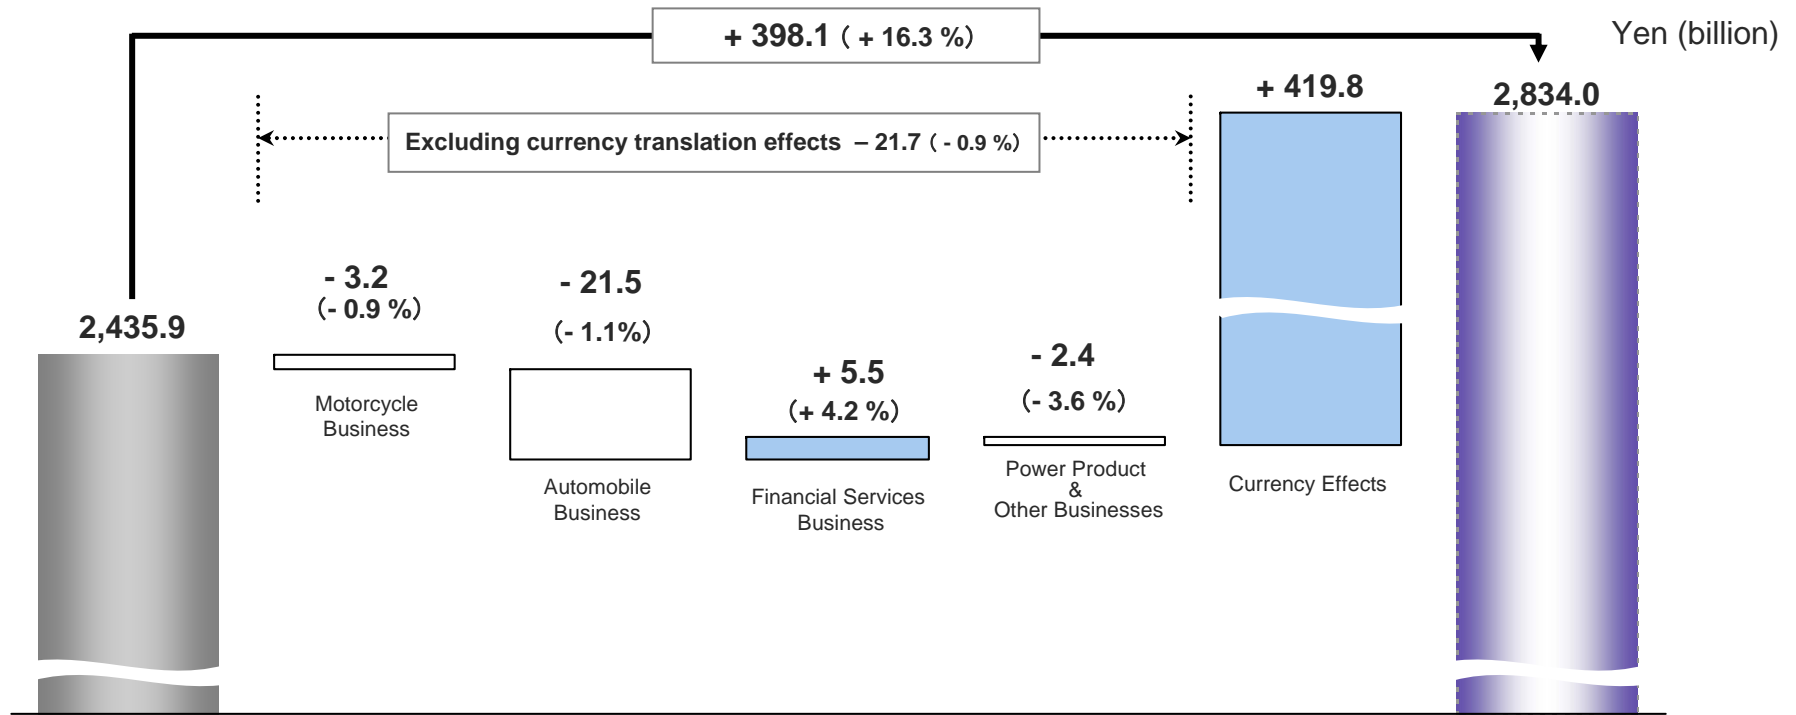 + 398.1 ( + 16.3 %)
Yen (billion)
+ 419.8
2,834.0
Excluding currency translation effects – 21.7 ( - 0.9 %)
- 3.2
(- 0.9 %)
- 21.5
(- 1.1%)
2,435.9
+ 5.5
(+ 4.2 %)
- 2.4
(- 3.6 %)
Motorcycle
Business
Automobile
Business
Financial Services
Business
Power Product
&
Other Businesses
Currency Effects